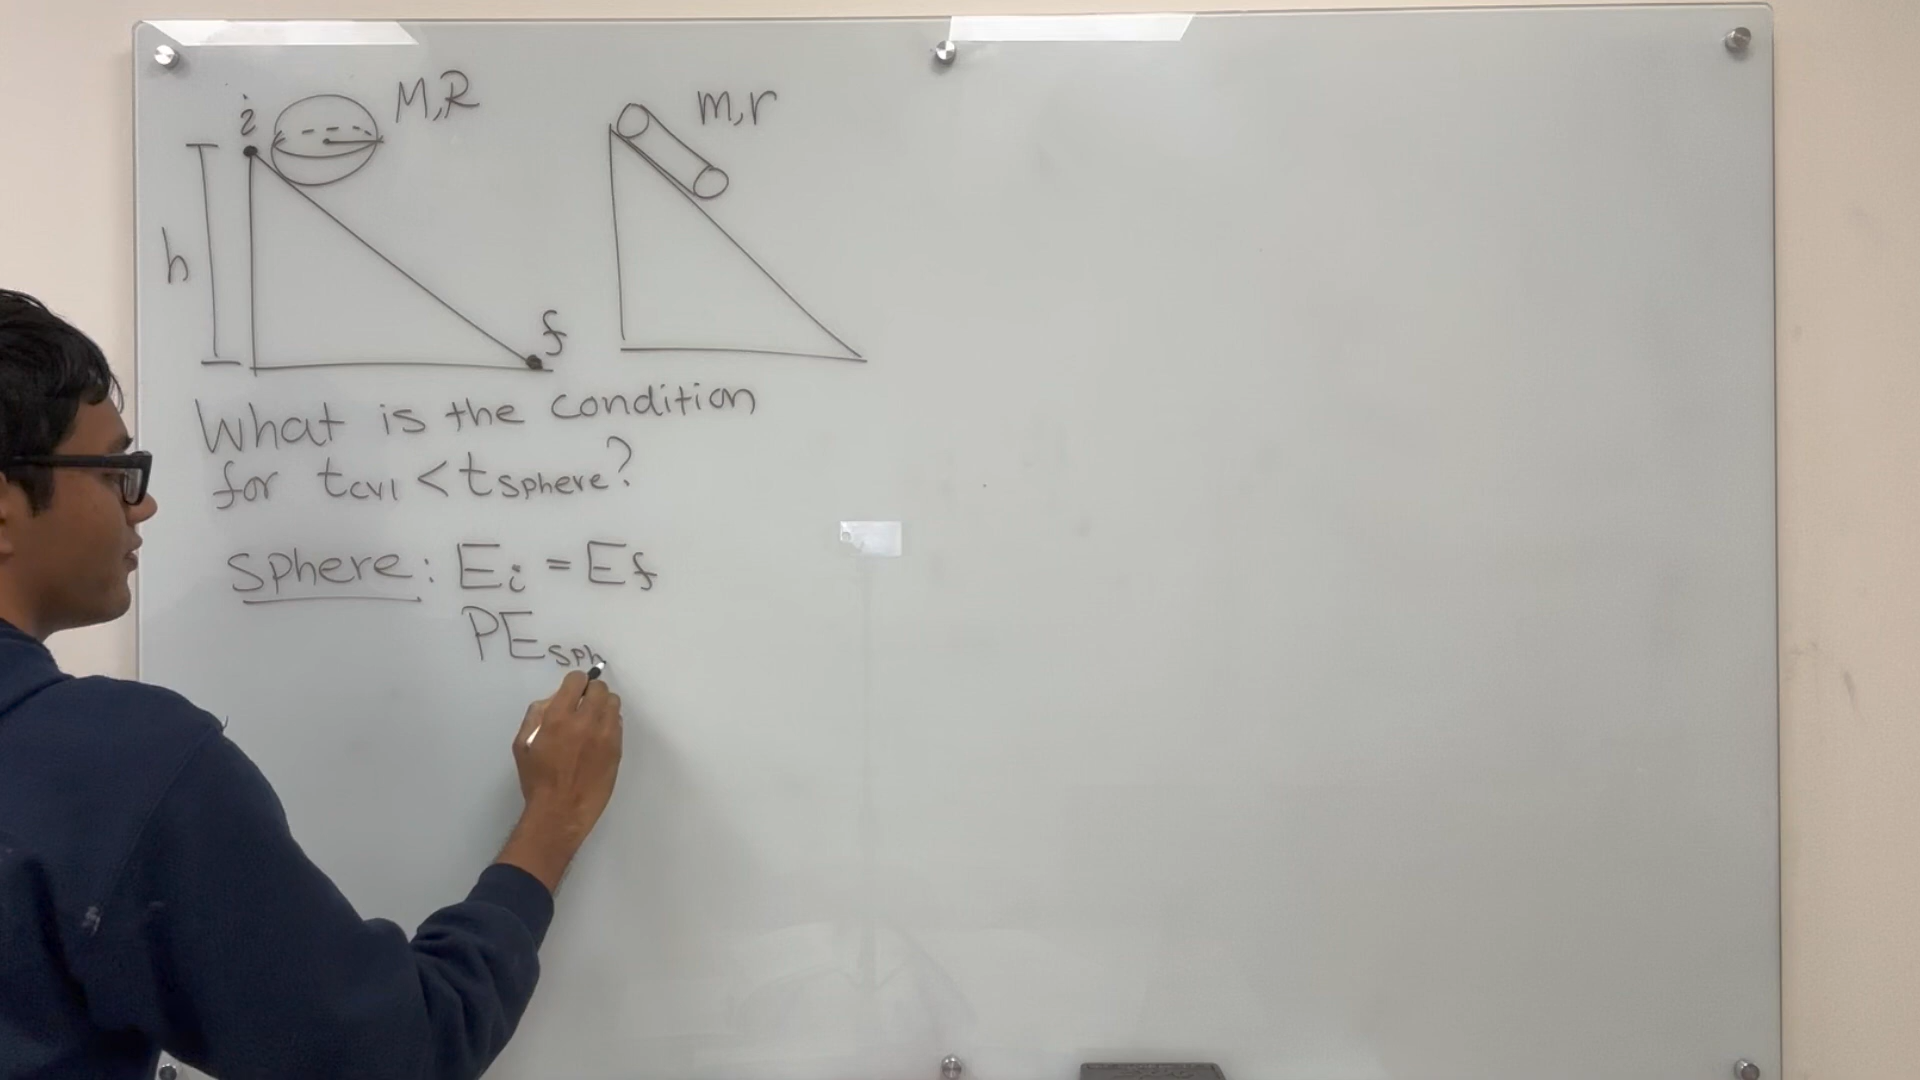 i
M,R
m,r
h
f
What is the condition
for tcyl < tsphere?
sphere: Ei = Ef
PEsph